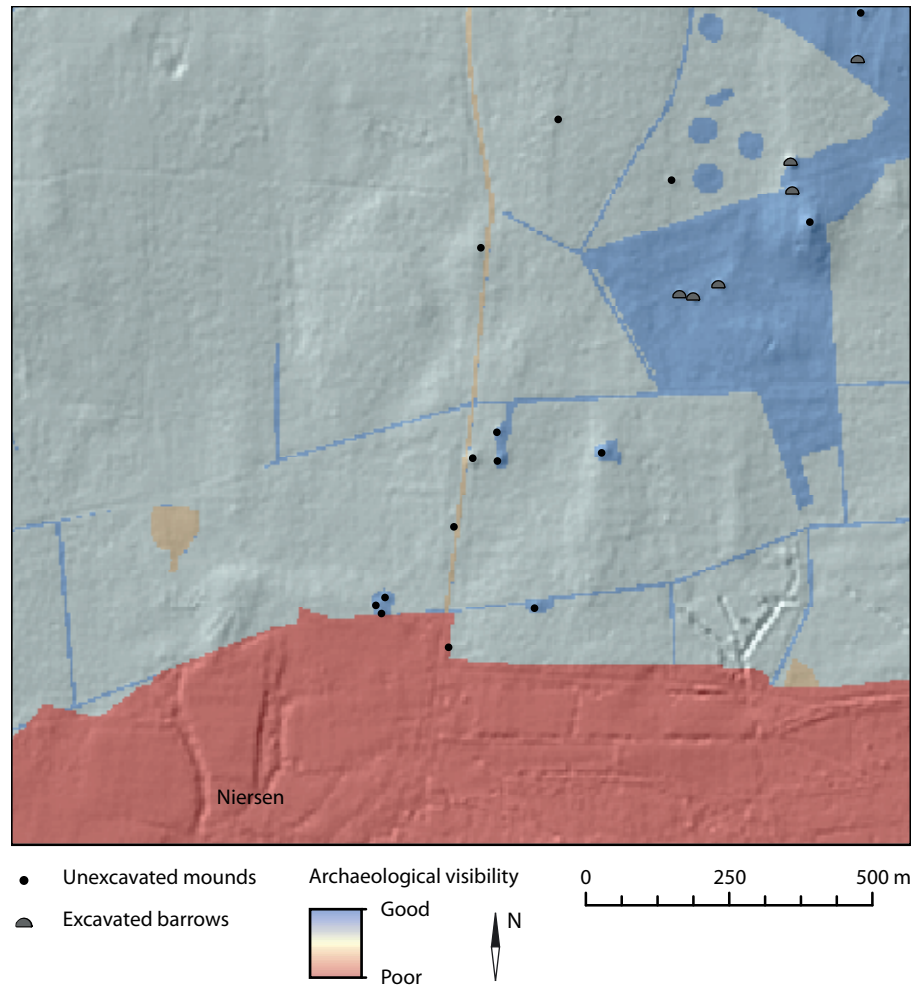 Niersen
Unexcavated mounds
Excavated barrows
Archaeological visibility
Good
Poor
N
0 250 500 m